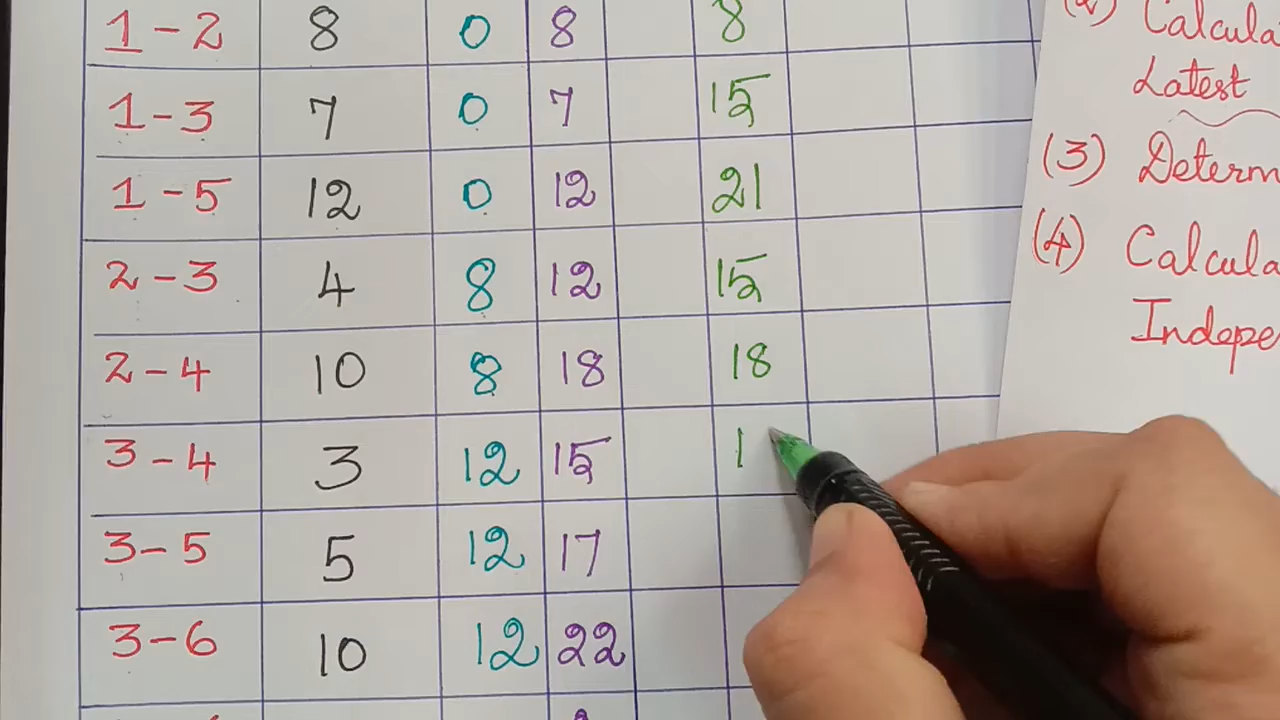 1-2 8 0 8 8
1-3 7 0 7 15
1-5 12 0 12 21
2-3 4 8 12 15
2-4 10 8 18 18
3-4 3 12 15 1
3-5 5 12 17
3-6 10 12 22
(2) Calcula
Latest
(3) Determ
(4) Calcula
Indepe